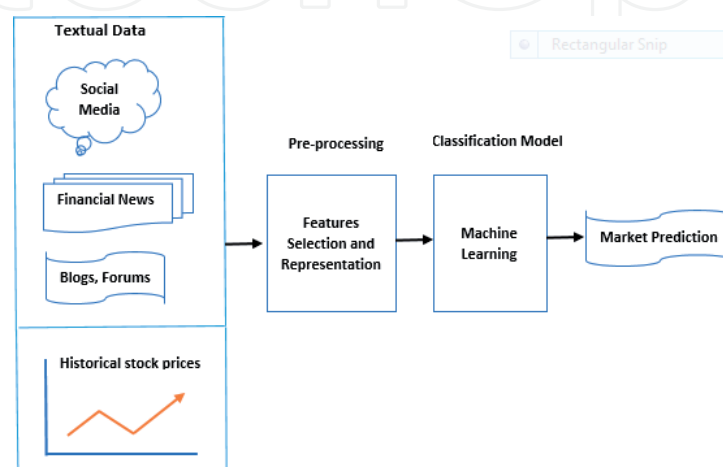 Textual Data
Rectangular Snip
Social
Media
Pre-processing
Classification Model
Financial News
Features
Selection and
Representation
Machine
Learning
Market Prediction
Blogs, Forums
Historical stock prices